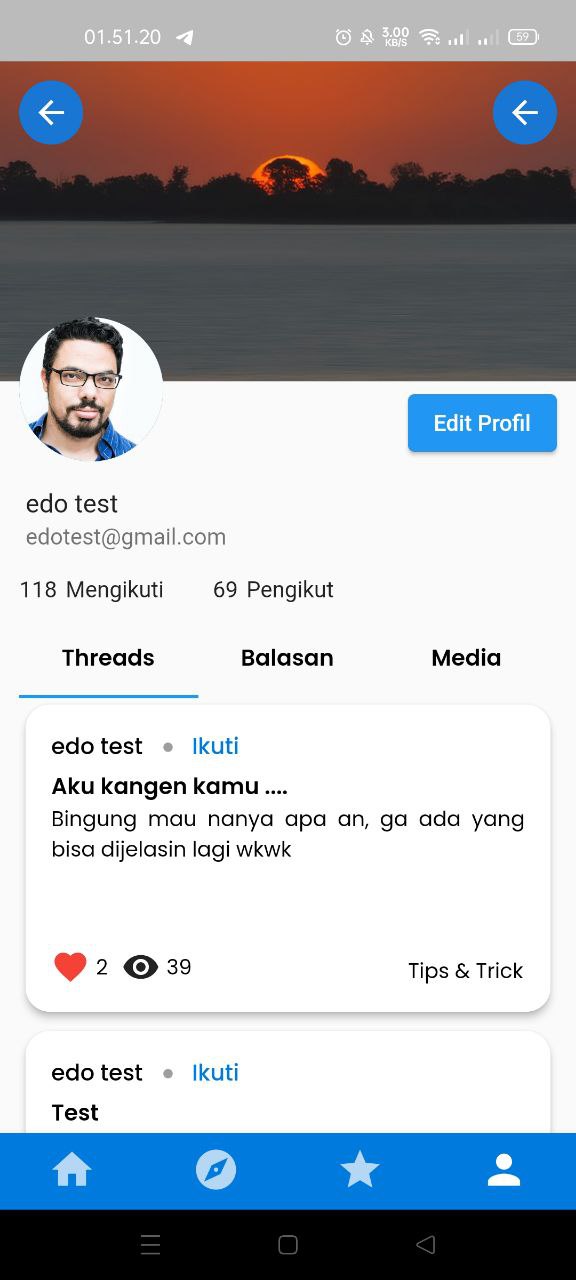 01.51.20
3.00
KB/S
59
Edit Profil
edo test
edotest@gmail.com
118 Mengikuti 69 Pengikut
Threads Balasan Media
edo test • Ikuti
Aku kangen kamu ....
Bingung mau nanya apa an, ga ada yang
bisa dijelasin lagi wkwk
2 39 Tips & Trick
edo test • Ikuti
Test